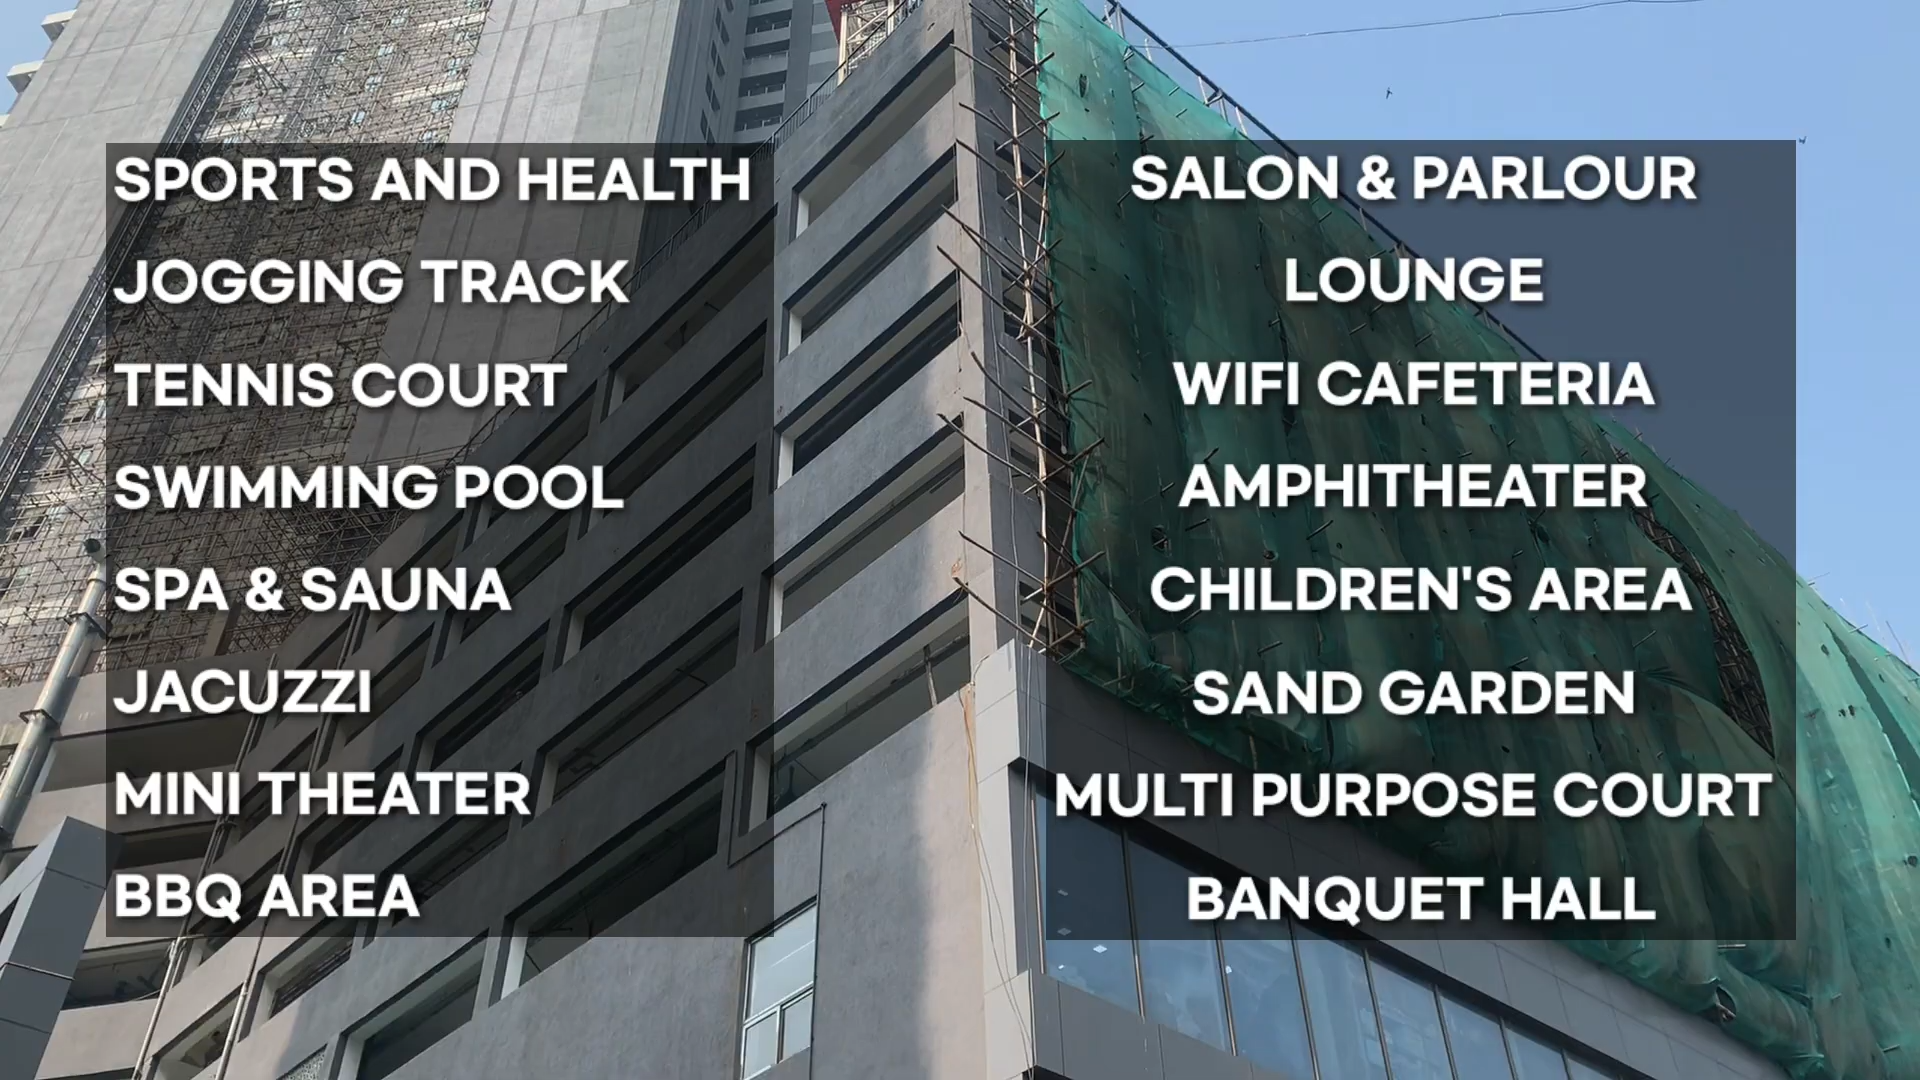 SPORTS AND HEALTH
JOGGING TRACK
TENNIS COURT
SWIMMING POOL
SPA & SAUNA
JACUZZI
MINI THEATER
BBQ AREA
SALON & PARLOUR
LOUNGE
WIFI CAFETERIA
AMPHITHEATER
CHILDREN'S AREA
SAND GARDEN
MULTI PURPOSE COURT
BANQUET HALL